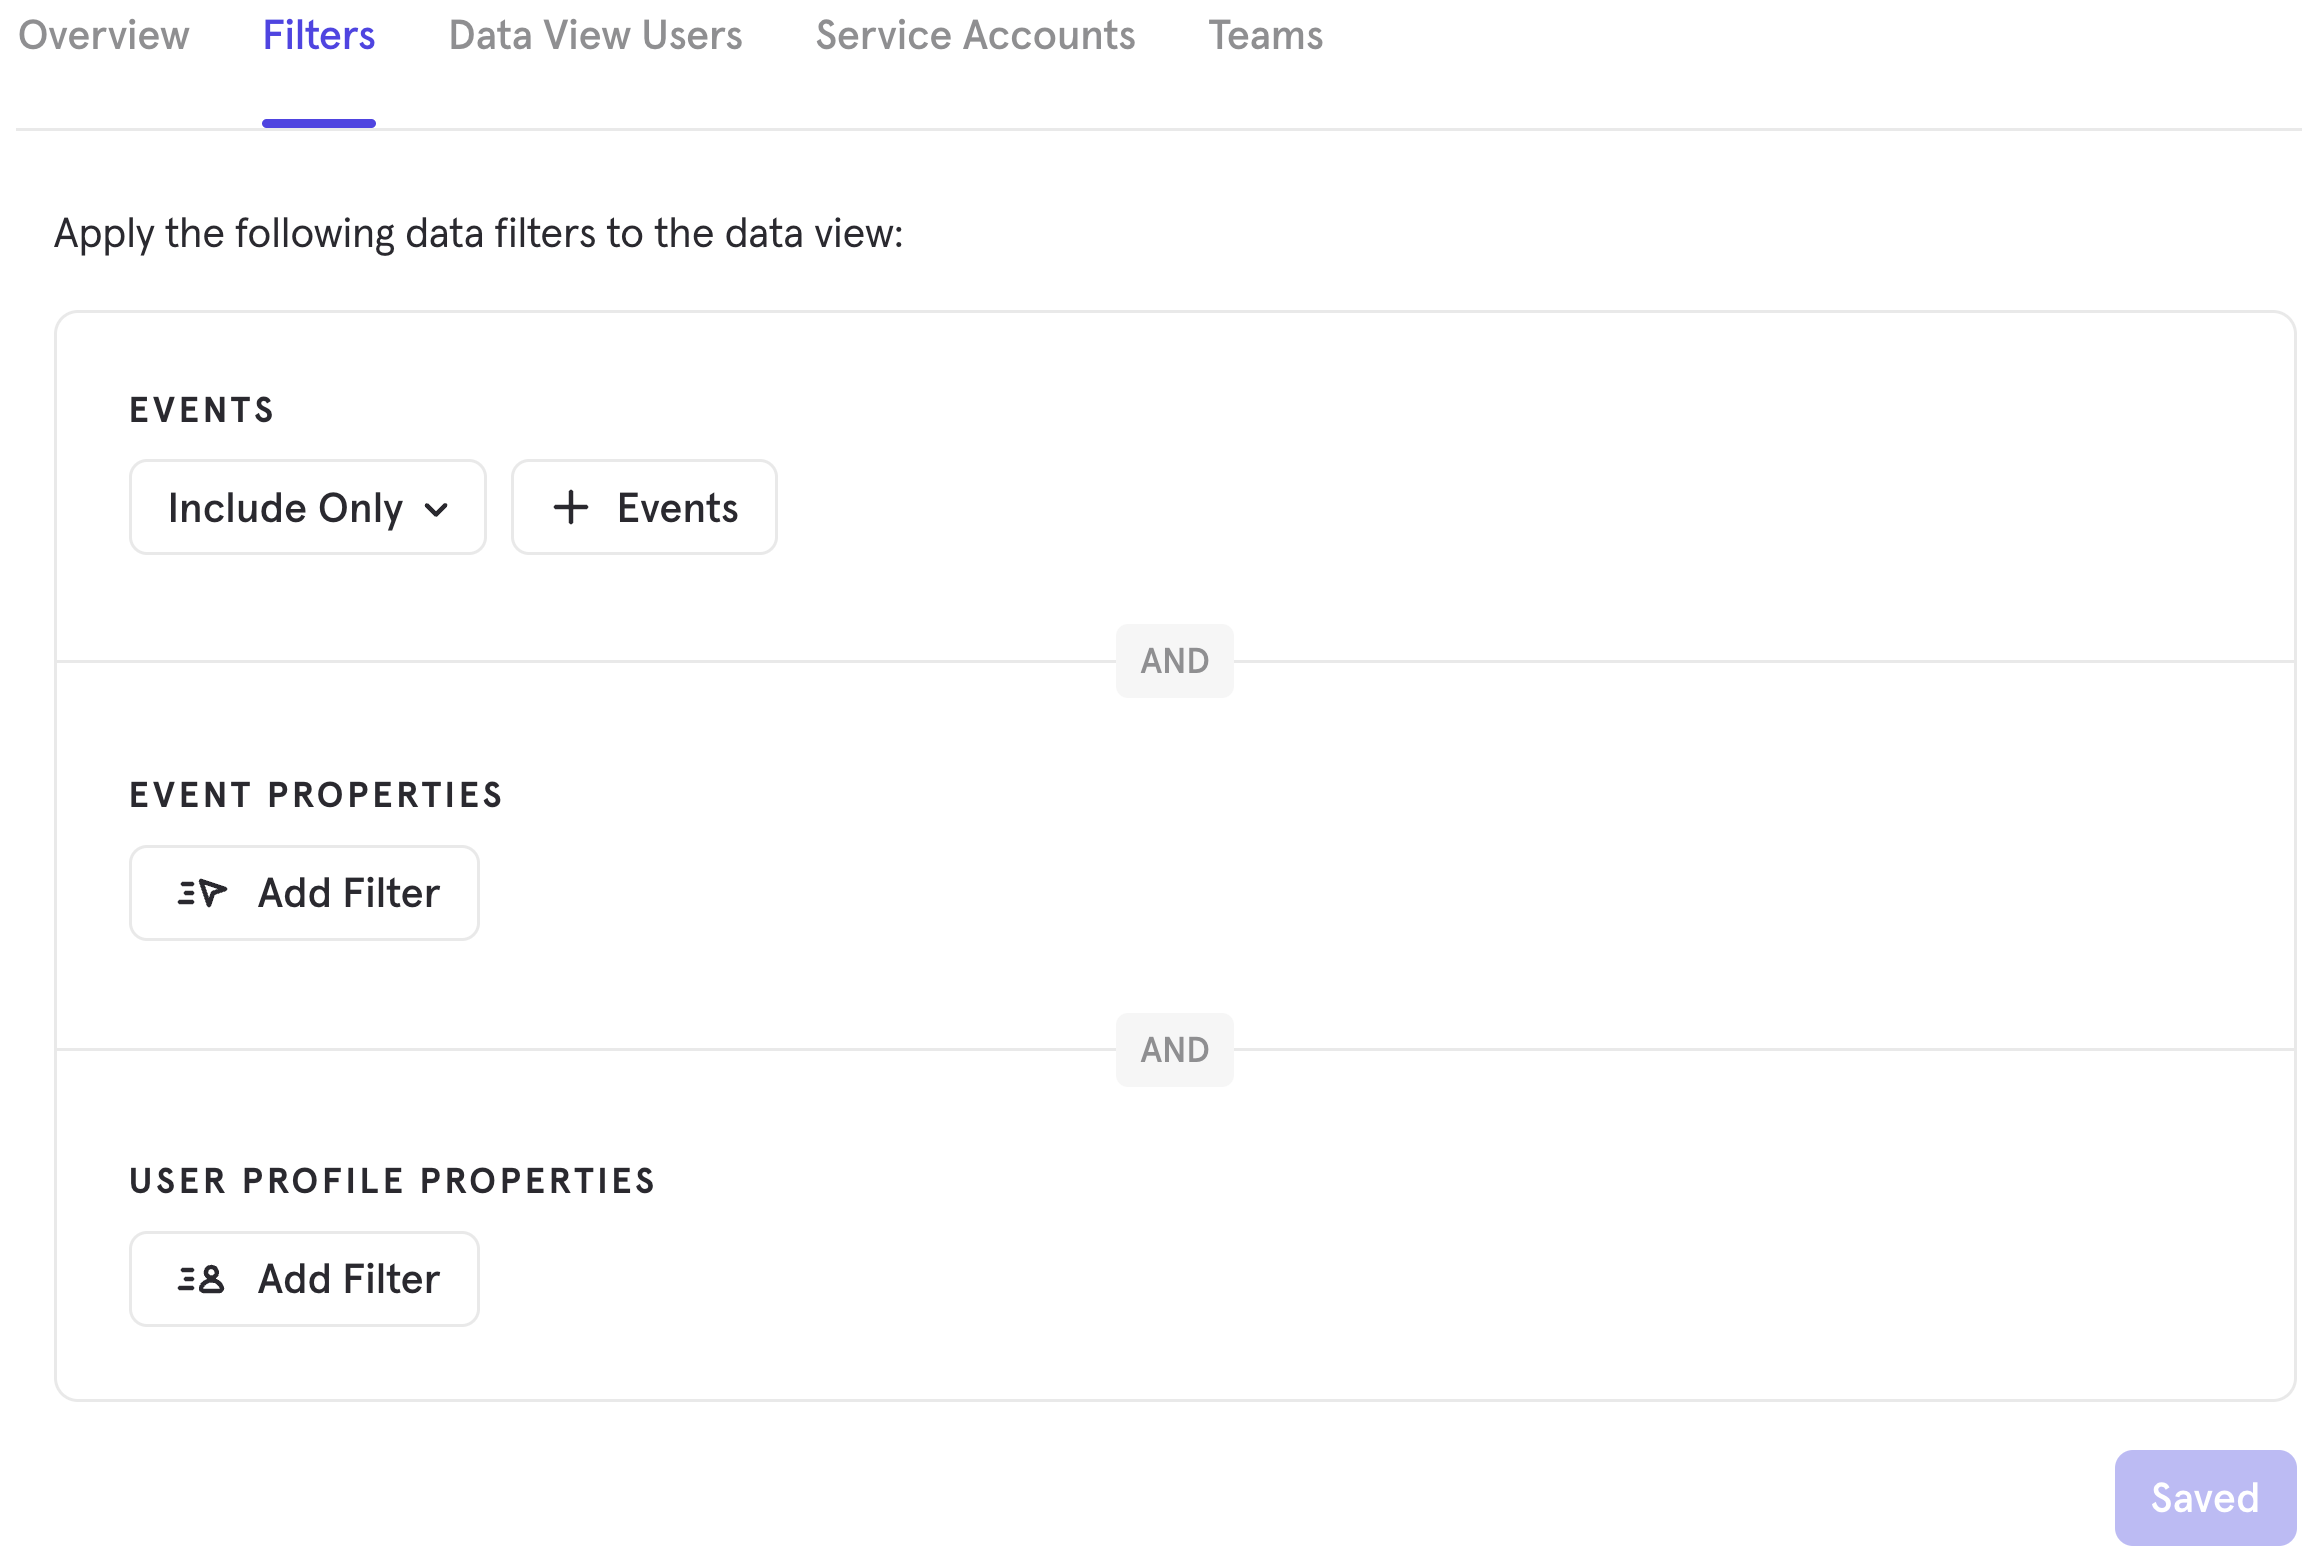 Overview Filters Data View Users Service Accounts Teams
Apply the following data filters to the data view:
EVENTS
Include Only Events
AND
EVENT PROPERTIES
Add Filter
AND
USER PROFILE PROPERTIES
Add Filter
Saved